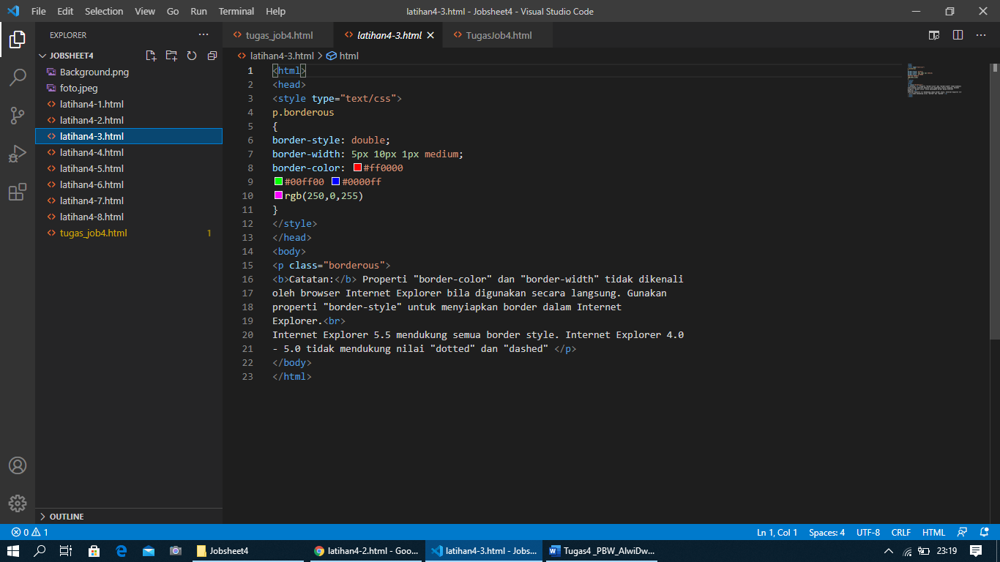 File Edit Selection View Go Run Terminal Help latihan4-3.html - Jobsheet4 - Visual Studio Code
EXPLORER
JOBSHEET4
Background.png
foto.jpeg
latihan4-1.html
latihan4-2.html
latihan4-3.html
latihan4-4.html
latihan4-5.html
latihan4-6.html
latihan4-7.html
latihan4-8.html
tugas_job4.html 1
OUTLINE
tugas_job4.html latihan4-3.html TugasJob4.html
latihan4-3.html > html
1 <html>
2 <head>
3 <style type="text/css">
4 p.borderous
5 {
6 border-style: double;
7 border-width: 5px 10px 1px medium;
8 border-color: #ff0000
9 #00ff00 #0000ff
10 rgb(250,0,255)
11 }
12 </style>
13 </head>
14 <body>
15 <p class="borderous">
16 <b>Catatan:</b> Properti "border-color" dan "border-width" tidak dikenali
17 oleh browser Internet Explorer bila digunakan secara langsung. Gunakan
18 properti "border-style" untuk menyiapkan border dalam Internet
19 Explorer.<br>
20 Internet Explorer 5.5 mendukung semua border style. Internet Explorer 4.0
21 - 5.0 tidak mendukung nilai "dotted" dan "dashed" </p>
22 </body>
23 </html>
0 1 Ln 1, Col 1 Spaces: 4 UTF-8 CRLF HTML
Jobsheet4 latihan4-2.html - Goo... latihan4-3.html - Jobs... Tugas4 _PBW_AlwiDw... 23:19